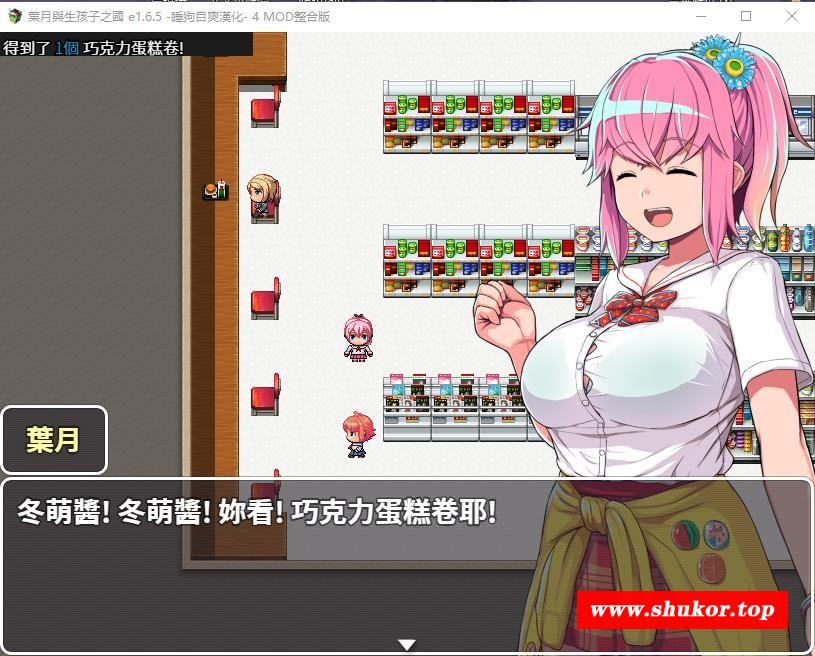 葉月與生孩子之國 e1.6.5 -睡狗自爽漢化- 4 MOD整合版
得到了 1個 巧克力蛋糕卷!
葉月
冬萌醬! 冬萌醬! 妳看! 巧克力蛋糕卷耶!
www.shukor.top